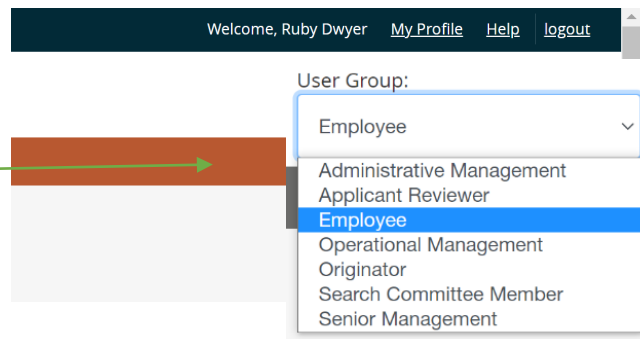 Welcome, Ruby Dwyer My Profile Help logout
User Group:
Employee
Administrative Management
Applicant Reviewer
Employee
Operational Management
Originator
Search Committee Member
Senior Management